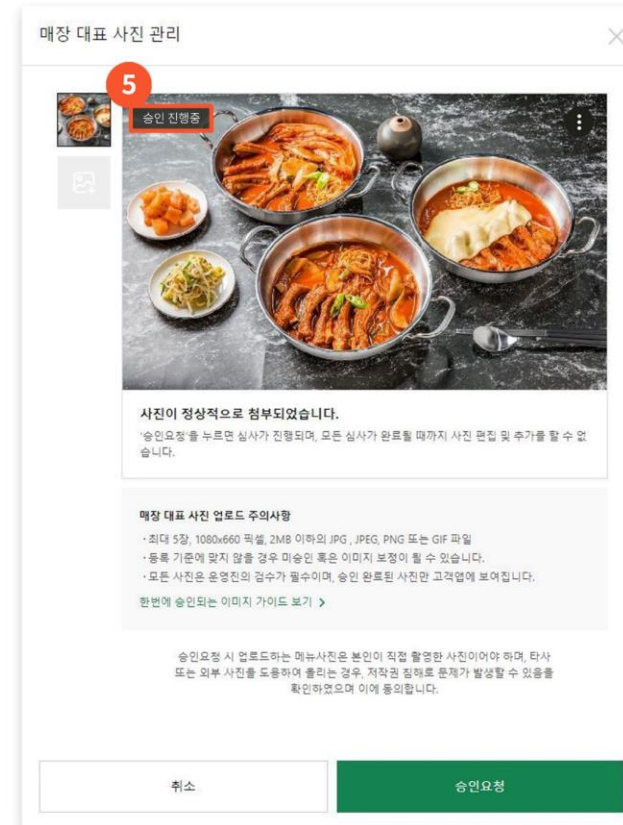 매장 대표 사진 관리
5
승인 진행중
사진이 정상적으로 첨부되었습니다.
'승인요청'을 누르면 심사가 진행되며, 모든 심사가 완료될 때까지 사진 편집 및 추가를 할 수 없
습니다.
매장 대표 사진 업로드 주의사항
· 최대 5장, 1080x660 픽셀, 2MB 이하의 JPG , JPEG, PNG 또는 GIF 파일
· 등록 기준에 맞지 않을 경우 미승인 혹은 이미지 보정이 될 수 있습니다.
· 모든 사진은 운영진의 검수가 필수이며, 승인 완료된 사진만 고객앱에 보여집니다.
한번에 승인되는 이미지 가이드 보기 >
승인요청 시 업로드하는 메뉴사진은 본인이 직접 촬영한 사진이어야 하며, 타사
또는 외부 사진을 도용하여 올리는 경우, 저작권 침해로 문제가 발생할 수 있음을
확인하였으며 이에 동의합니다.
취소
승인요청